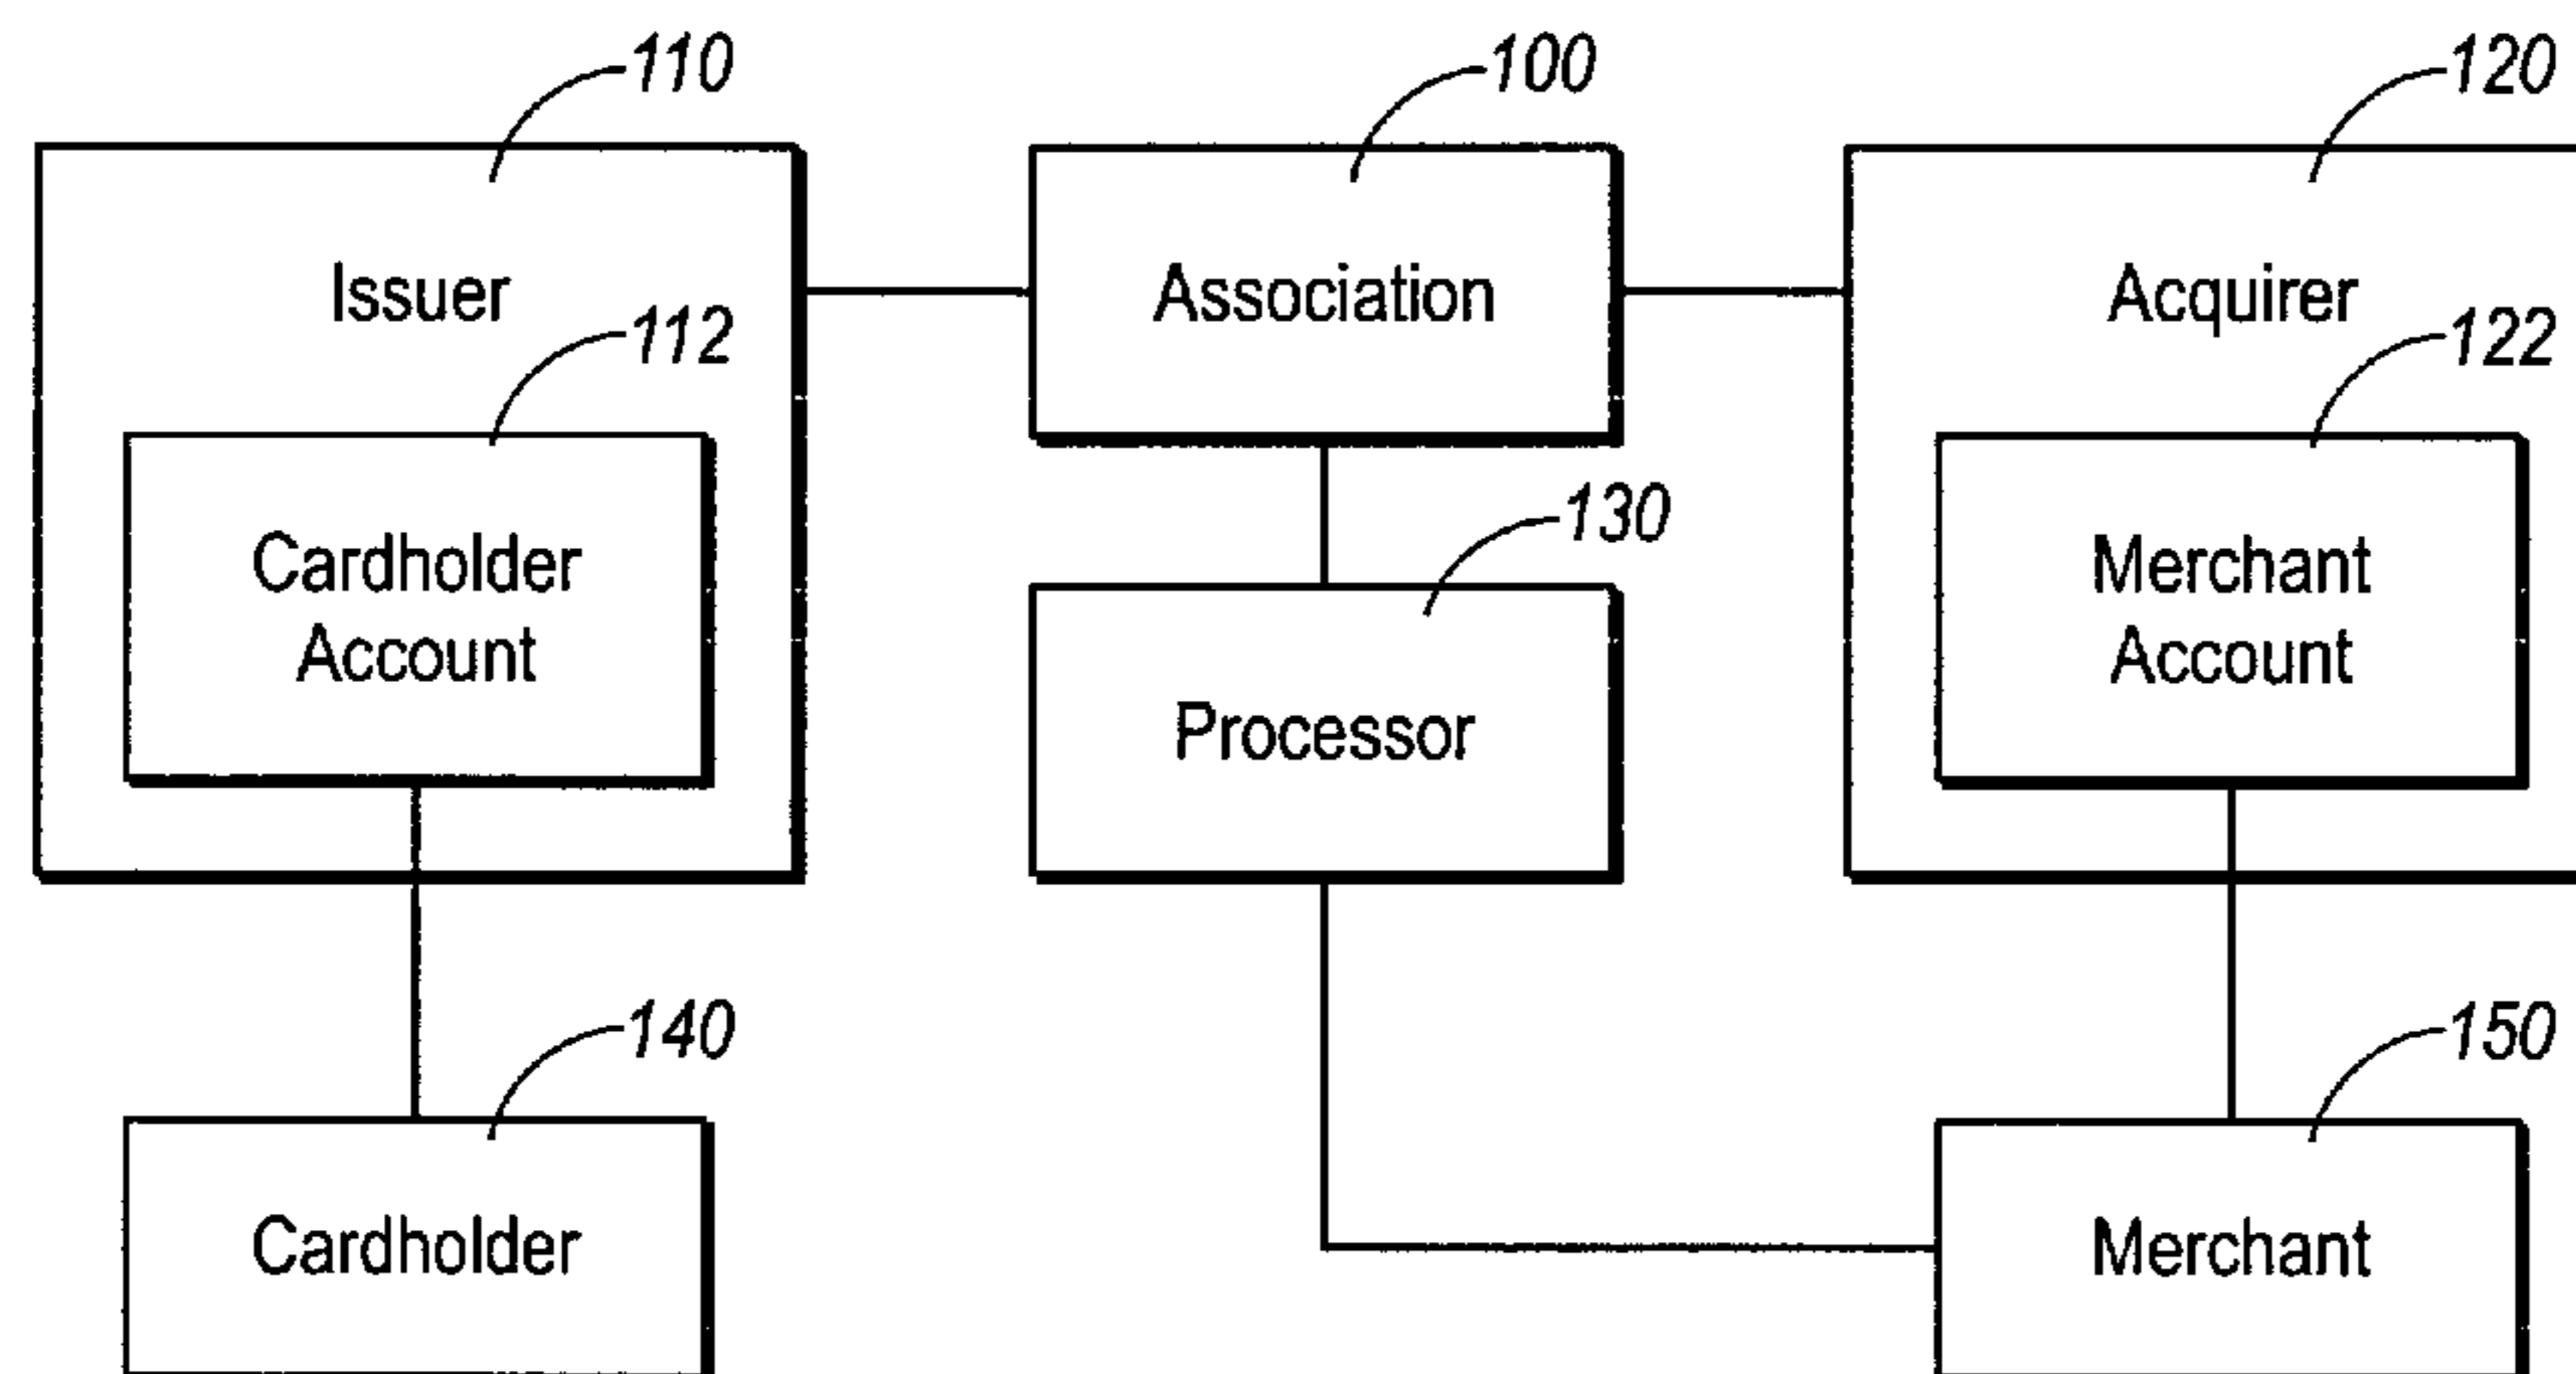 110
100
120
Issuer
Association
Acquirer
112
122
130
Cardholder
Account
Merchant
Account
Processor
140
150
Cardholder
Merchant